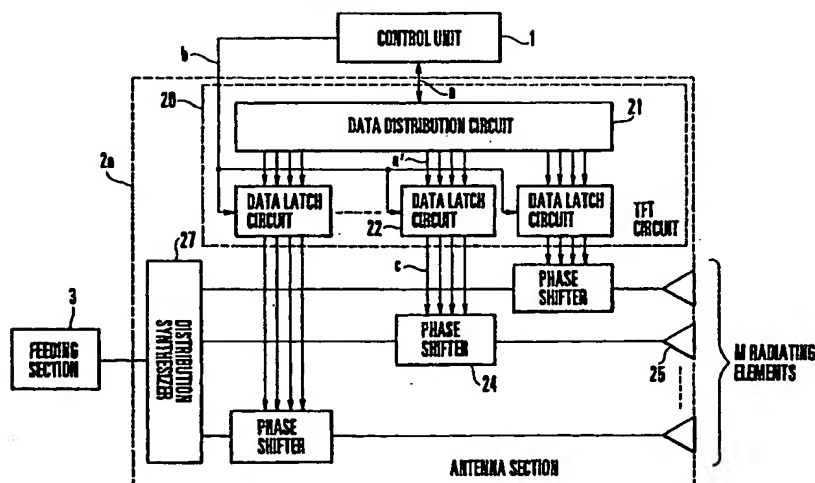 CONTROL UNIT
1
b
a
20
21
DATA DISTRIBUTION CIRCUIT
2a
a'
DATA LATCH
CIRCUIT
DATA LATCH
CIRCUIT
DATA LATCH
CIRCUIT
22
TFT
CIRCUIT
27
c
PHASE
SHIFTER
3
FEEDING
SECTION
DISTRIBUTION
SYNTHESIZER
PHASE
SHIFTER
24
25
M RADIATING
ELEMENTS
PHASE
SHIFTER
ANTENNA SECTION